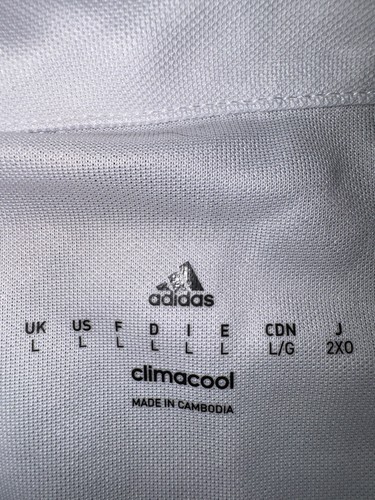 adidas
UK US F D I E CDN J
L L L L L L L/G 2XO
climacool
MADE IN CAMBODIA